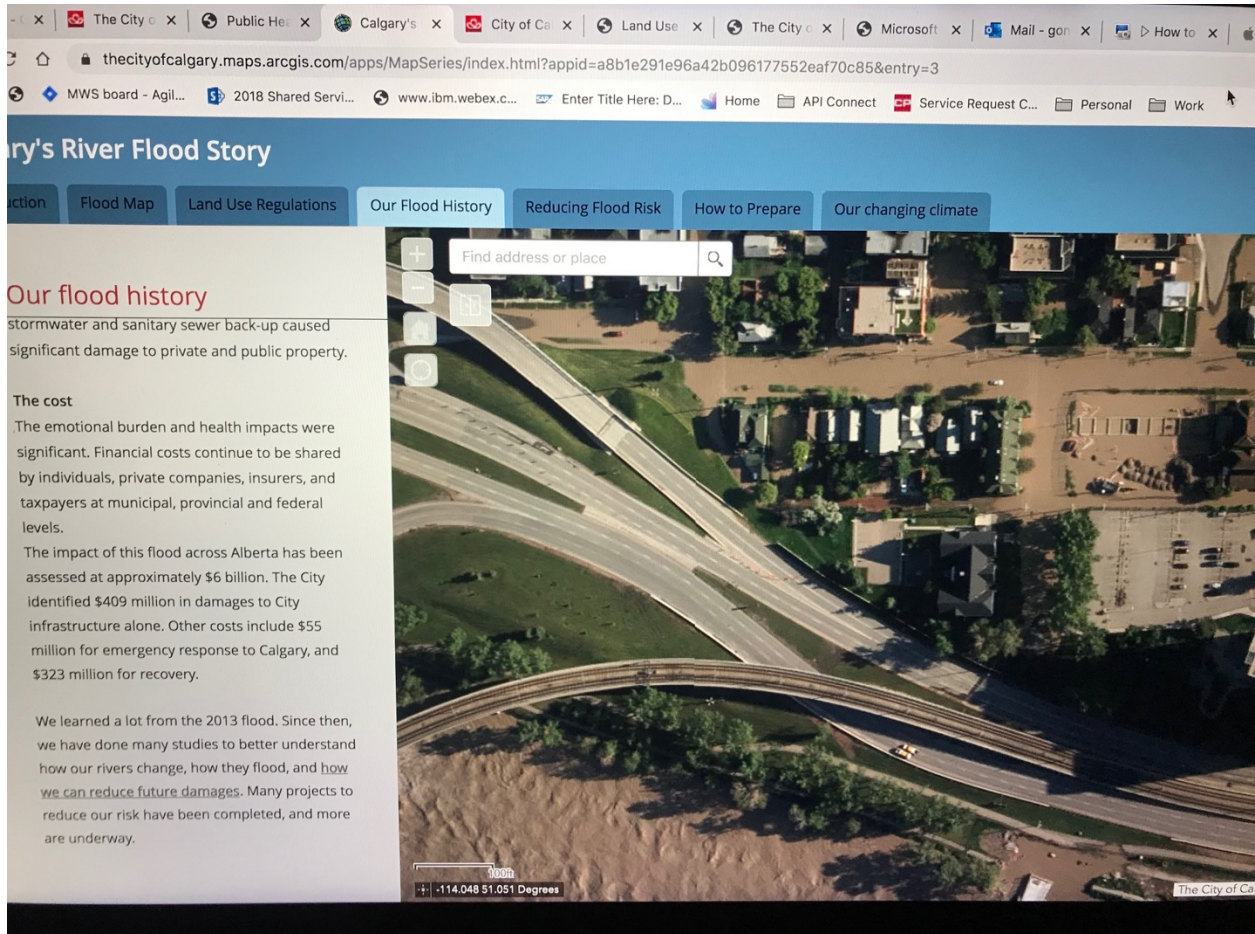 The City o
Public Hea
Calgary's
City of Cal
Land Use
The City o
Microsoft
Mail - gon
How to
thecityofcalgary.maps.arcgis.com/apps/MapSeries/index.html?appid=a8b1e291e96a42b096177552eaf70c85&entry=3
MWS board - Agil...
2018 Shared Servi...
www.ibm.webex.c...
Enter Title Here: D...
Home
API Connect
CP Service Request C...
Personal
Work
ary's River Flood Story
uction
Flood Map
Land Use Regulations
Our Flood History
Reducing Flood Risk
How to Prepare
Our changing climate
Our flood history
stormwater and sanitary sewer back-up caused
significant damage to private and public property.
The cost
The emotional burden and health impacts were
significant. Financial costs continue to be shared
by individuals, private companies, insurers, and
taxpayers at municipal, provincial and federal
levels.
The impact of this flood across Alberta has been
assessed at approximately $6 billion. The City
identified $409 million in damages to City
infrastructure alone. Other costs include $55
million for emergency response to Calgary, and
$323 million for recovery.
We learned a lot from the 2013 flood. Since then,
we have done many studies to better understand
how our rivers change, how they flood, and how
we can reduce future damages. Many projects to
reduce our risk have been completed, and more
are underway.
Find address or place
100ft
-114.048 51.051 Degrees
The City of Ca